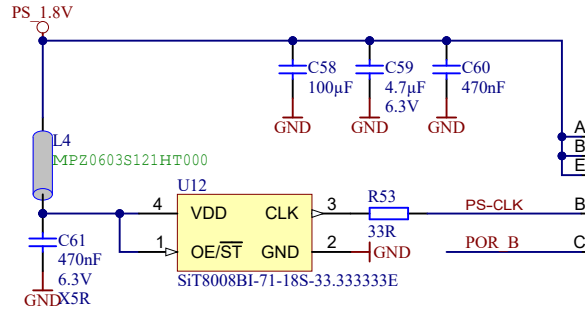 PS_1.8V
C58
100µF
GND
C59
4.7µF
6.3V
GND
C60
470nF
GND
L4
MPZ0603S121HT000
A
B
E
U12
4
VDD
CLK
3
R53
33R
PS-CLK
B
1
OE/ST
GND
2
GND
POR_B
C
SiT8008BI-71-18S-33.333333E
C61
470nF
6.3V
X5R
GND